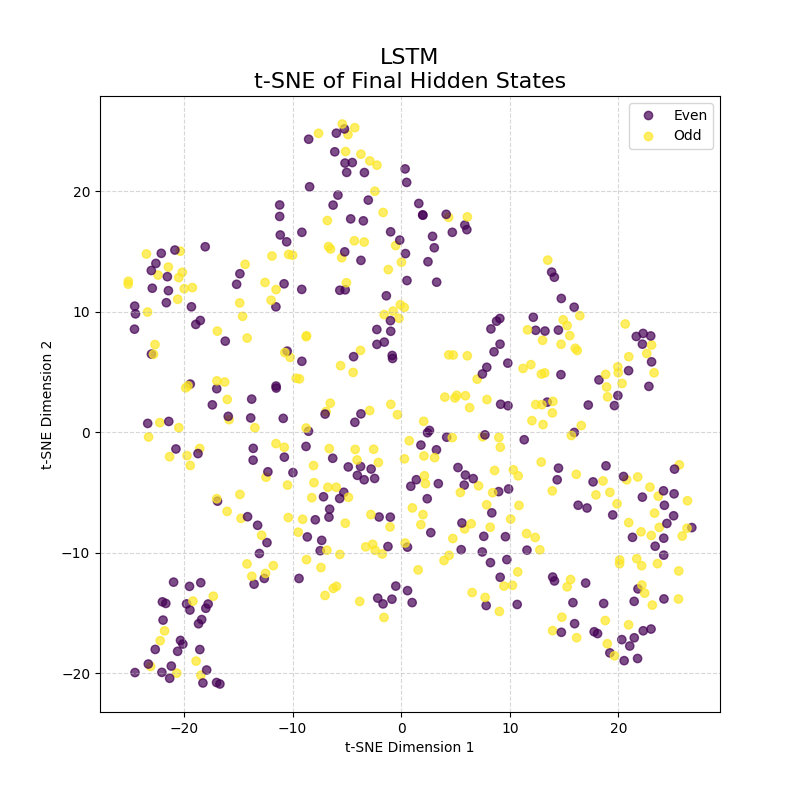 LSTM
t-SNE of Final Hidden States
Even
Odd
20
10
0
−10
−20
t-SNE Dimension 2
−20 −10 0 10 20
t-SNE Dimension 1